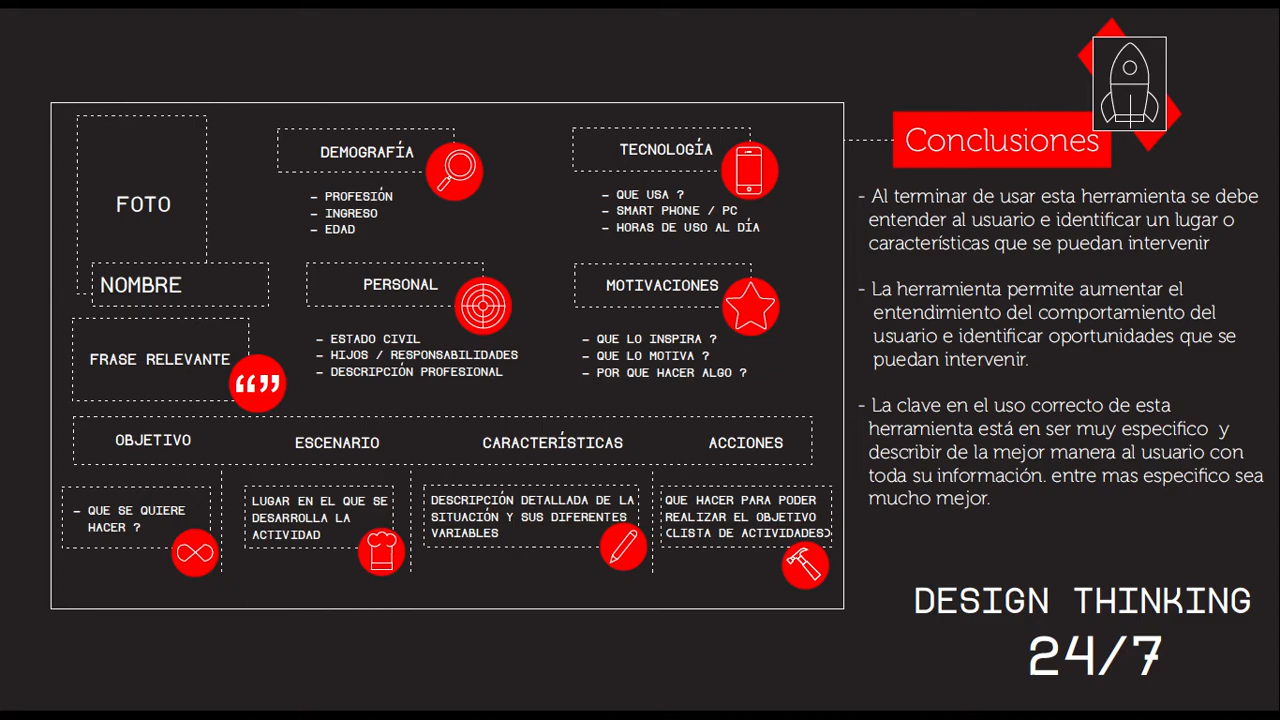 FOTO
NOMBRE
FRASE RELEVANTE
“”
DEMOGRAFÍA
- PROFESIÓN
- INGRESO
- EDAD
TECNOLOGÍA
- QUE USA ?
- SMART PHONE / PC
- HORAS DE USO AL DÍA
PERSONAL
- ESTADO CIVIL
- HIJOS / RESPONSABILIDADES
- DESCRIPCIÓN PROFESIONAL
MOTIVACIONES
- QUE LO INSPIRA ?
- QUE LO MOTIVA ?
- POR QUE HACER ALGO ?
OBJETIVO
- QUE SE QUIERE
HACER ?
ESCENARIO
LUGAR EN EL QUE SE
DESARROLLA LA
ACTIVIDAD
CARACTERÍSTICAS
DESCRIPCIÓN DETALLADA DE LA
SITUACIÓN Y SUS DIFERENTES
VARIABLES
ACCIONES
QUE HACER PARA PODER
REALIZAR EL OBJETIVO
(LISTA DE ACTIVIDADES)
Conclusiones
- Al terminar de usar esta herramienta se debe
entender al usuario e identificar un lugar o
características que se puedan intervenir
- La herramienta permite aumentar el
entendimiento del comportamiento del
usuario e identificar oportunidades que se
puedan intervenir.
- La clave en el uso correcto de esta
herramienta está en ser muy especifico y
describir de la mejor manera al usuario con
toda su información. entre mas especifico sea
mucho mejor.
DESIGN THINKING
24/7